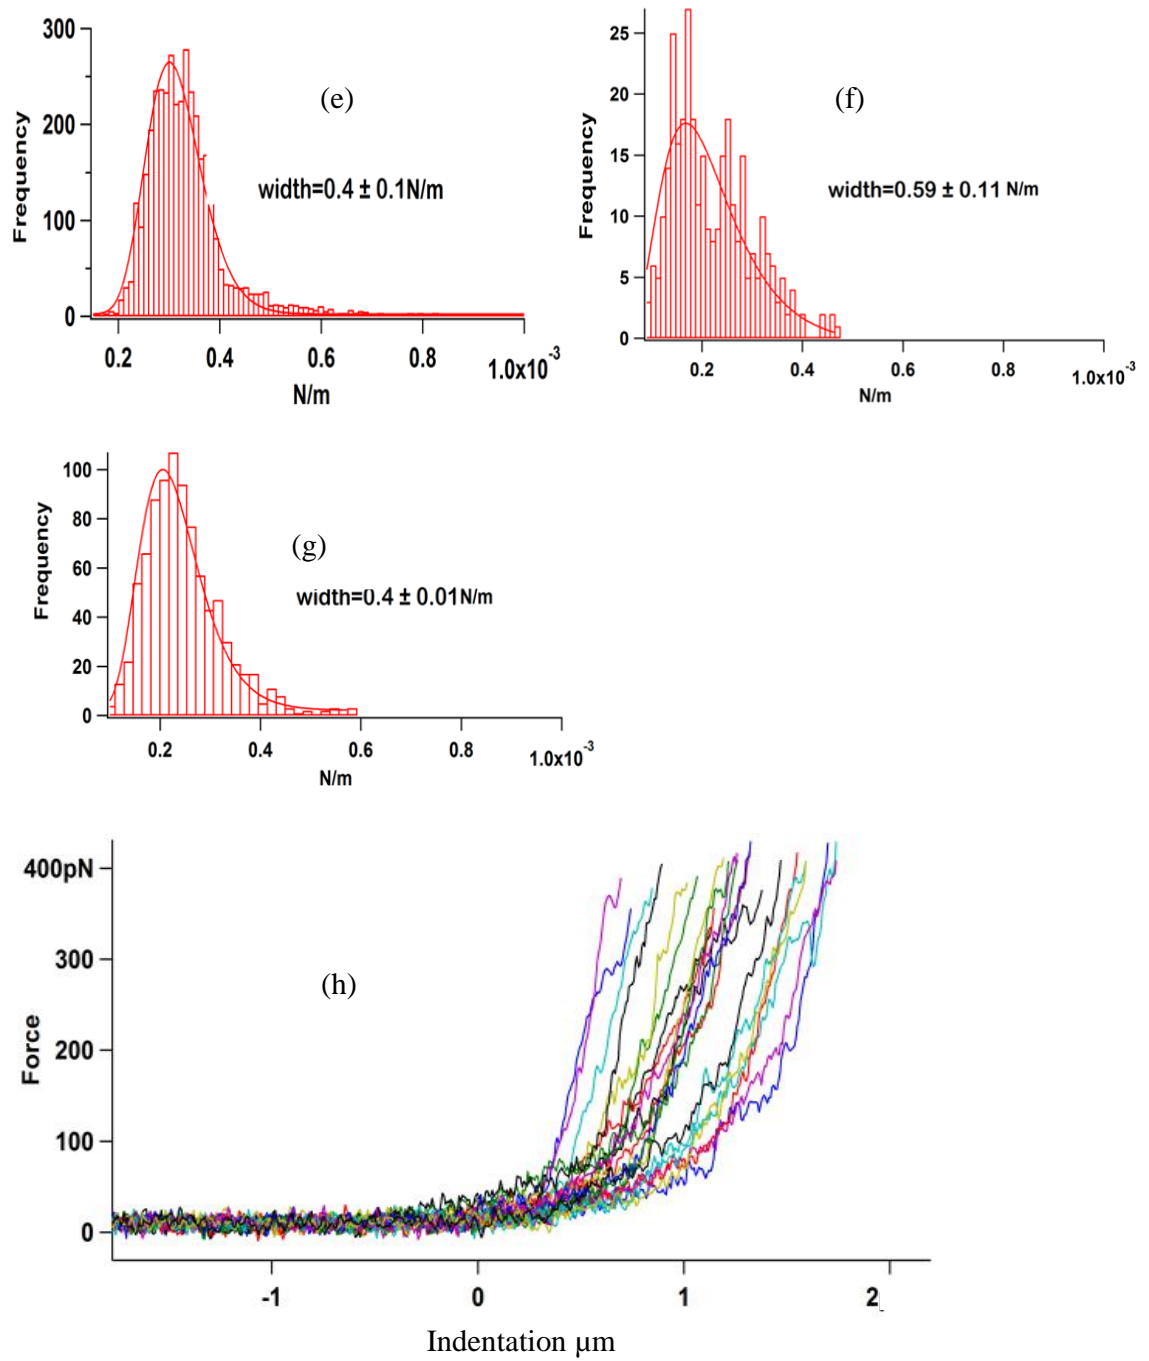 300
200
100
0
Frequency
(e)
width=0.4 ± 0.1N/m
0.2 0.4 0.6 0.8 1.0x10-3
N/m
25
20
15
10
5
0
Frequency
(f)
width=0.59 ± 0.11 N/m
0.2 0.4 0.6 0.8 1.0x10-3
N/m
100
80
60
40
20
0
Frequency
(g)
width=0.4 ± 0.01N/m
0.2 0.4 0.6 0.8 1.0x10-3
N/m
400pN
300
200
100
0
Force
(h)
-1 0 1 2
Indentation µm